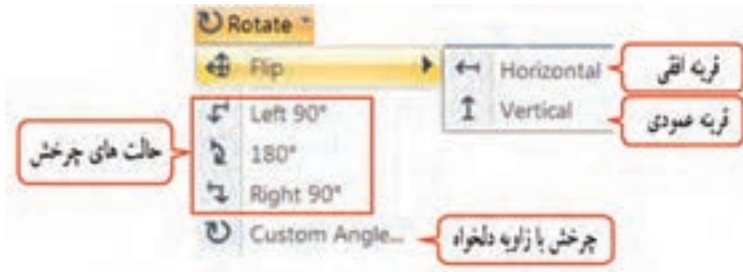 Rotate
Flip
Horizontal
قرینه افقی
Vertical
قرینه عمودی
Left 90°
180°
حالت های چرخش
Right 90°
Custom Angle...
چرخش با زاویه دلخواه